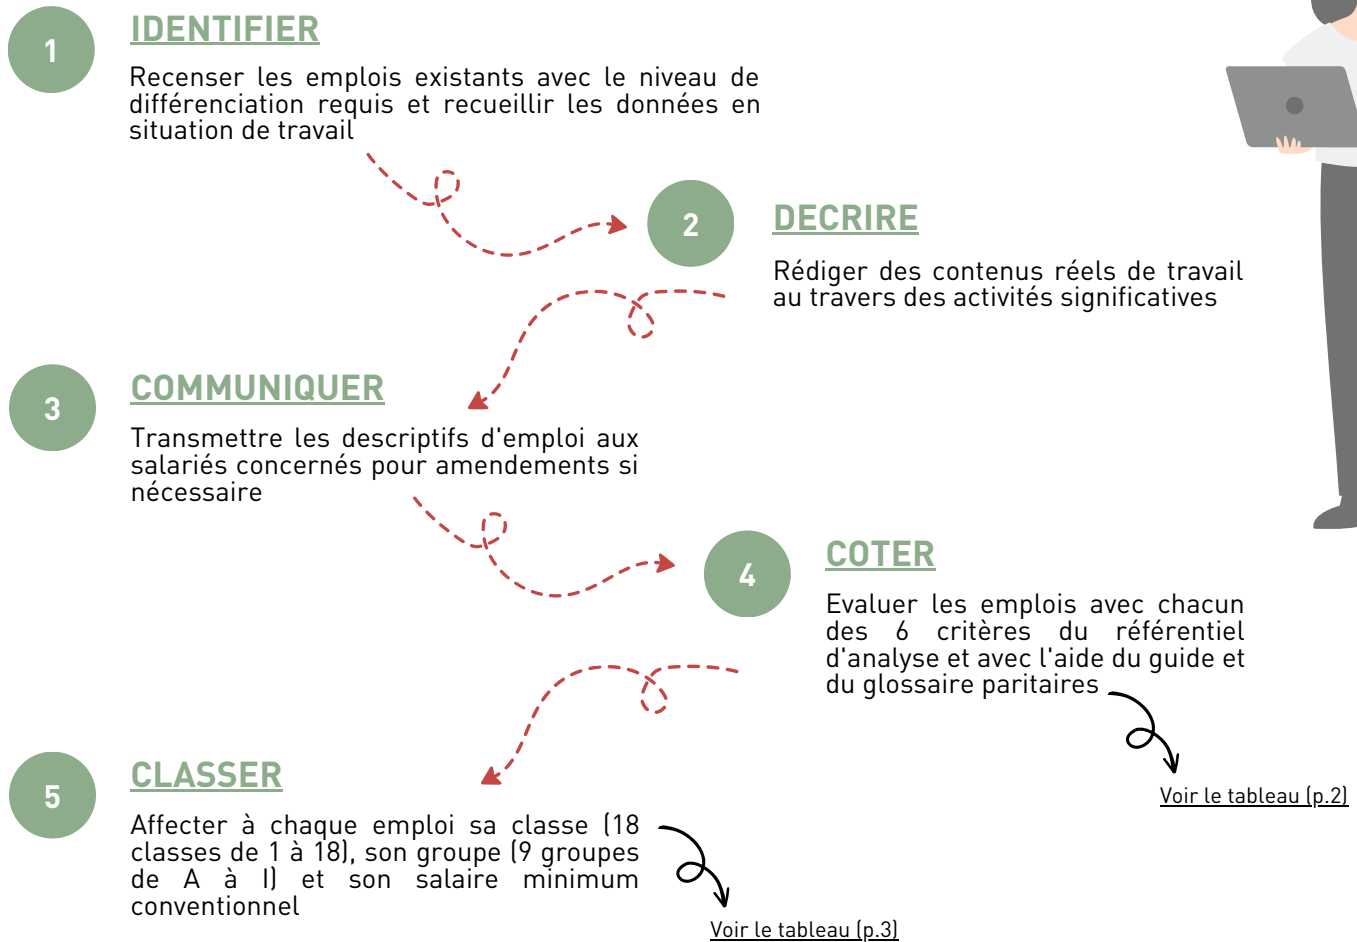 1
IDENTIFIER
Recenser les emplois existants avec le niveau de
différenciation requis et recueillir les données en
situation de travail
2
DECRIRE
Rédiger des contenus réels de travail
au travers des activités significatives
3
COMMUNIQUER
Transmettre les descriptifs d'emploi aux
salariés concernés pour amendements si
nécessaire
4
COTER
Evaluer les emplois avec chacun
des 6 critères du référentiel
d'analyse et avec l'aide du guide et
du glossaire paritaires
Voir le tableau (p.2)
5
CLASSER
Affecter à chaque emploi sa classe (18
classes de 1 à 18), son groupe (9 groupes
de A à I) et son salaire minimum
conventionnel
Voir le tableau (p.3)